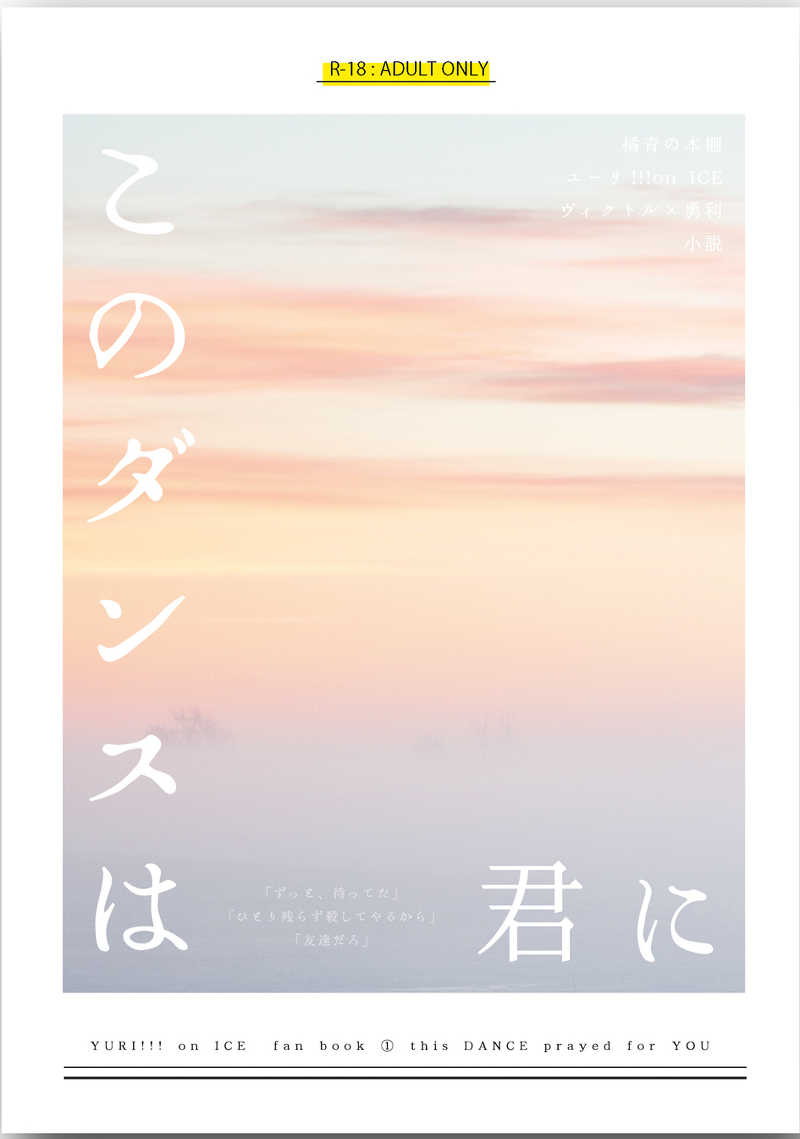 R-18 : ADULT ONLY
橘青の本棚
ユーリ!!!on ICE
ヴィクトル×勇利
小説
このダンスは
君に
「ずっと、待ってた」
「ひとり残らず殺してやるから」
「友達だろ」
YURI!!! on ICE fan book ① this DANCE prayed for YOU